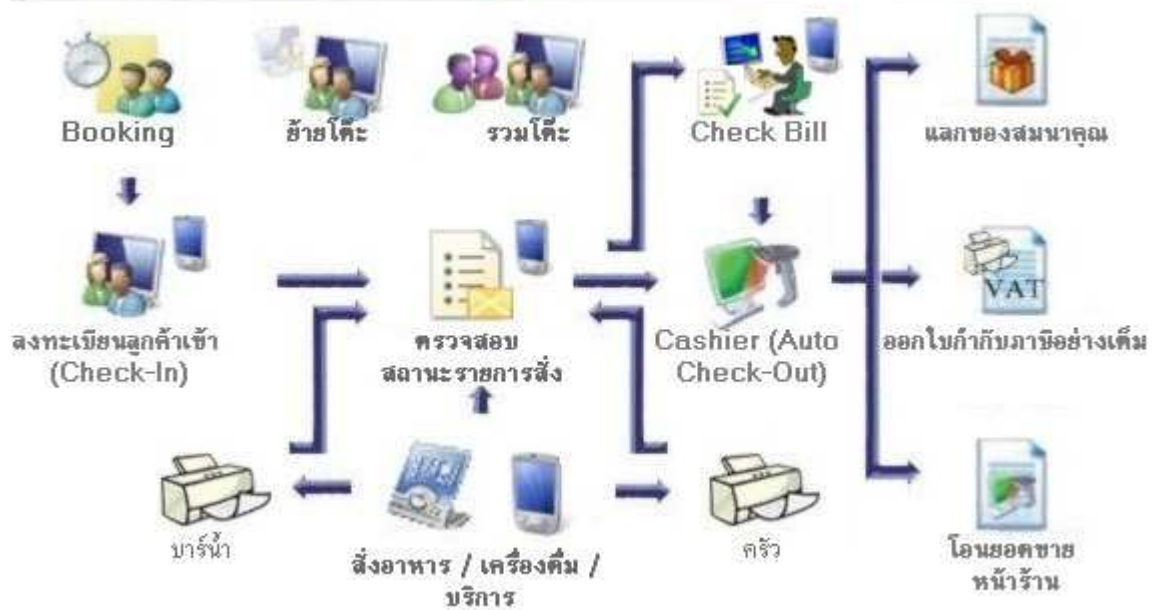 Booking
ย้ายโต๊ะ
รวมโต๊ะ
Check Bill
แลกของสมนาคุณ
ลงทะเบียนลูกค้าเข้า
(Check-In)
ตรวจสอบ
สถานะรายการสั่ง
Cashier (Auto
Check-Out)
VAT
ออกใบกำกับภาษีอย่างเต็ม
บาร์น้ำ
สั่งอาหาร / เครื่องดื่ม /
บริการ
ครัว
โอนยอดขาย
หน้าร้าน